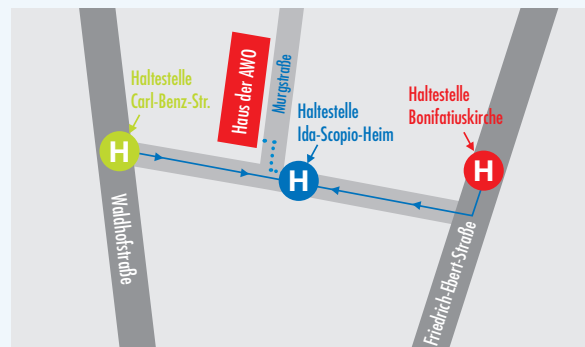 Haltestelle
Carl-Benz-Str.
H
Waldhofstraße
Haus der AWO
Murgstraße
Haltestelle
Ida-Scopio-Heim
H
Haltestelle
Bonifatiuskirche
H
Friedrich-Ebert-Straße